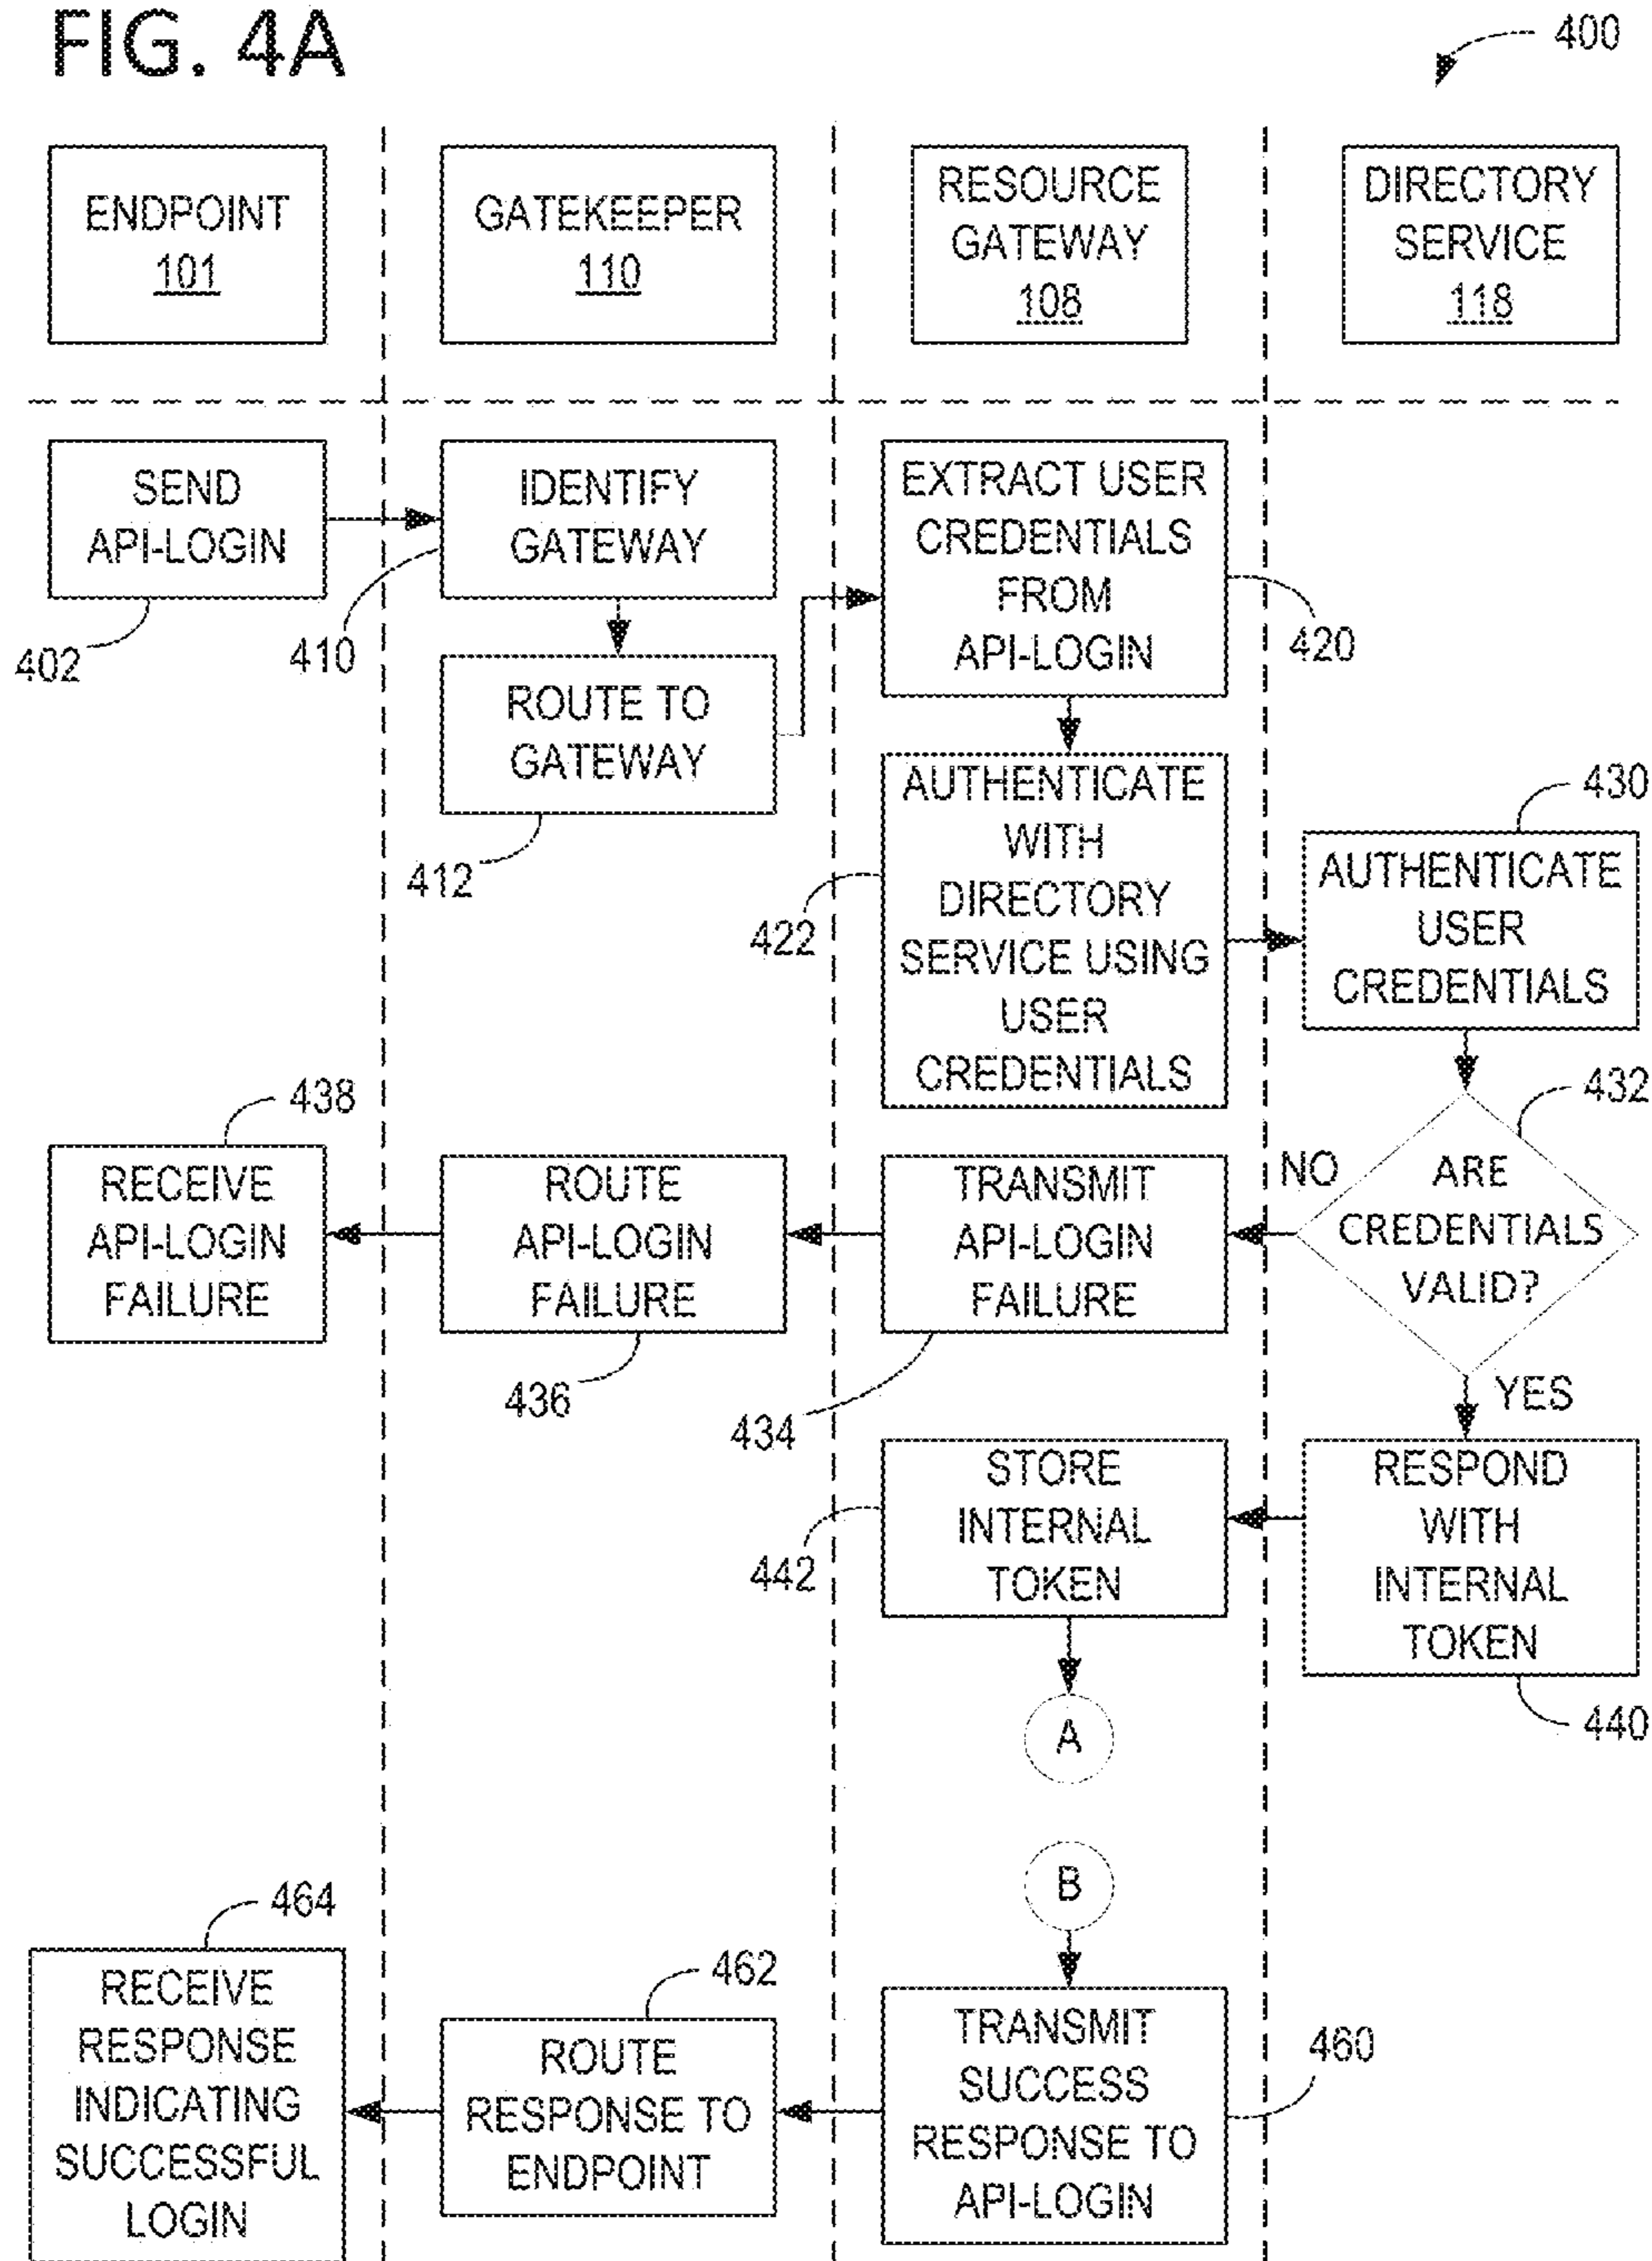 FIG. 4A
400
ENDPOINT
101
GATEKEEPER
110
RESOURCE
GATEWAY
108
DIRECTORY
SERVICE
118
SEND
API-LOGIN
402
IDENTIFY
GATEWAY
410
ROUTE TO
GATEWAY
412
EXTRACT USER
CREDENTIALS
FROM
API-LOGIN
420
AUTHENTICATE
WITH
DIRECTORY
SERVICE USING
USER
CREDENTIALS
422
430
AUTHENTICATE
USER
CREDENTIALS
432
ARE
CREDENTIALS
VALID?
NO
YES
TRANSMIT
API-LOGIN
FAILURE
434
ROUTE
API-LOGIN
FAILURE
436
438
RECEIVE
API-LOGIN
FAILURE
RESPOND
WITH
INTERNAL
TOKEN
440
STORE
INTERNAL
TOKEN
442
A
B
TRANSMIT
SUCCESS
RESPONSE TO
API-LOGIN
460
462
ROUTE
RESPONSE TO
ENDPOINT
464
RECEIVE
RESPONSE
INDICATING
SUCCESSFUL
LOGIN